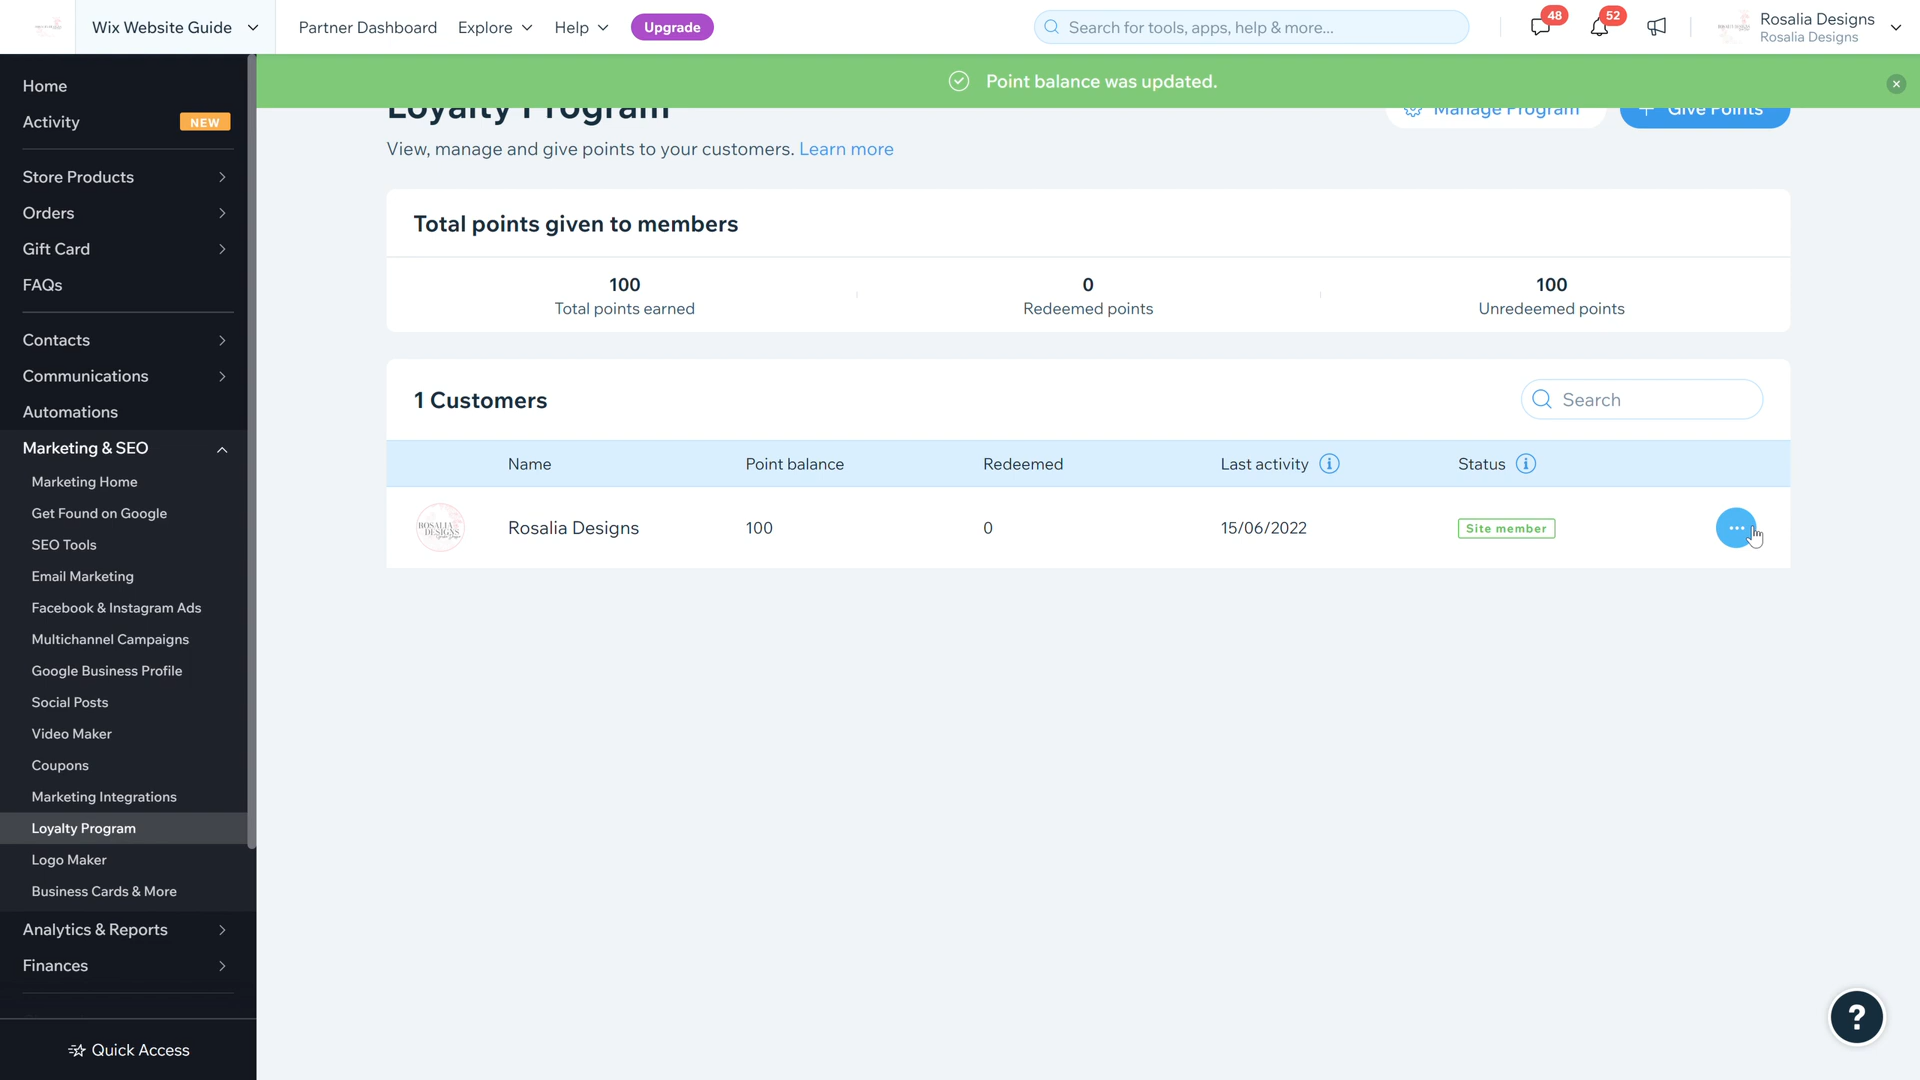 Wix Website Guide
Partner Dashboard
Explore
Help
Upgrade
Search for tools, apps, help & more...
48
52
Rosalia Designs
Rosalia Designs
Point balance was updated.
Home
Activity
NEW
Store Products
Orders
Gift Card
FAQs
Contacts
Communications
Automations
Marketing & SEO
Marketing Home
Get Found on Google
SEO Tools
Email Marketing
Facebook & Instagram Ads
Multichannel Campaigns
Google Business Profile
Social Posts
Video Maker
Coupons
Marketing Integrations
Loyalty Program
Logo Maker
Business Cards & More
Analytics & Reports
Finances
Quick Access
Loyalty Program
Manage Program
+ Give Points
View, manage and give points to your customers. Learn more
Total points given to members
100
Total points earned
0
Redeemed points
100
Unredeemed points
1 Customers
Search
Name
Point balance
Redeemed
Last activity
Status
ROSALIA
DESIGNS
Rosalia Designs
100
0
15/06/2022
Site member
?